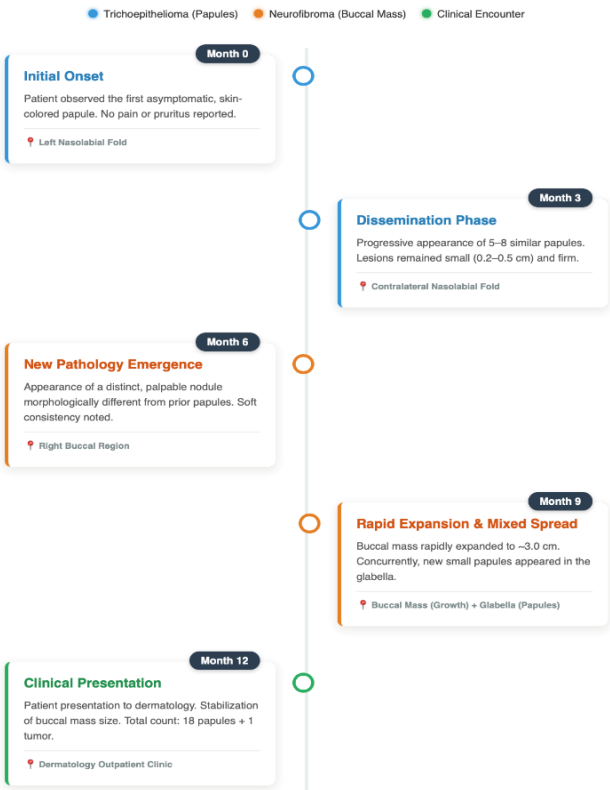 Trichoepithelioma (Papules) Neurofibroma (Buccal Mass) Clinical Encounter
Month 0
Initial Onset
Patient observed the first asymptomatic, skin-
colored papule. No pain or pruritus reported.
Left Nasolabial Fold
Month 3
Dissemination Phase
Progressive appearance of 5–8 similar papules.
Lesions remained small (0.2–0.5 cm) and firm.
Contralateral Nasolabial Fold
Month 6
New Pathology Emergence
Appearance of a distinct, palpable nodule
morphologically different from prior papules. Soft
consistency noted.
Right Buccal Region
Month 9
Rapid Expansion & Mixed Spread
Buccal mass rapidly expanded to ~3.0 cm.
Concurrently, new small papules appeared in the
glabella.
Buccal Mass (Growth) + Glabella (Papules)
Month 12
Clinical Presentation
Patient presentation to dermatology. Stabilization
of buccal mass size. Total count: 18 papules + 1
tumor.
Dermatology Outpatient Clinic